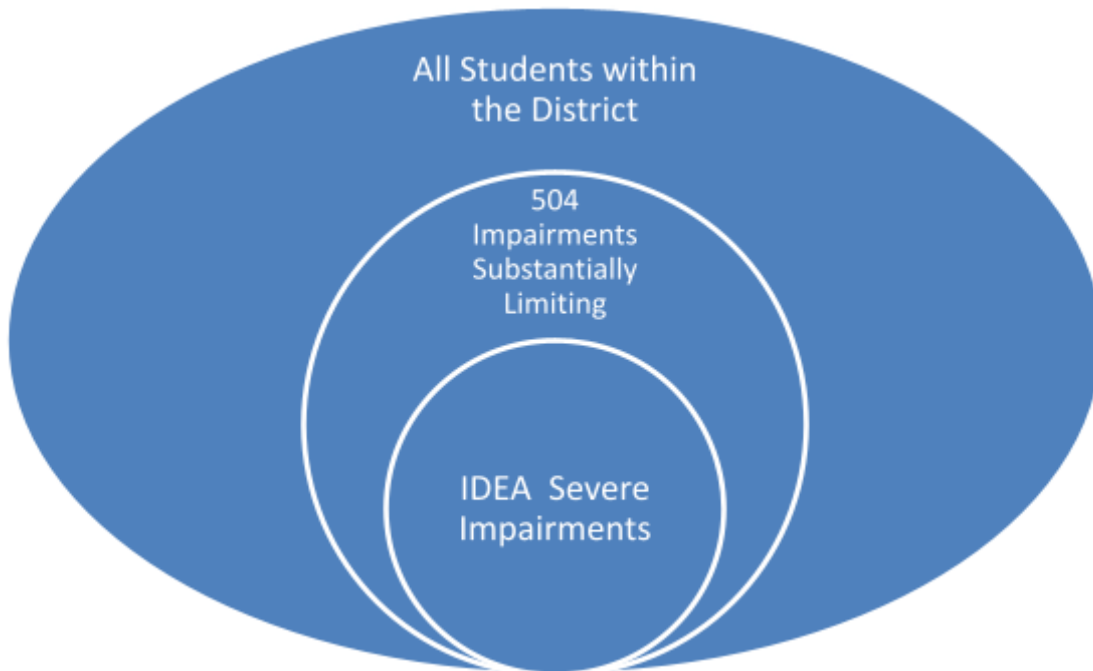 All Students within
the District
504
Impairments
Substantially
Limiting
IDEA  Severe
Impairments